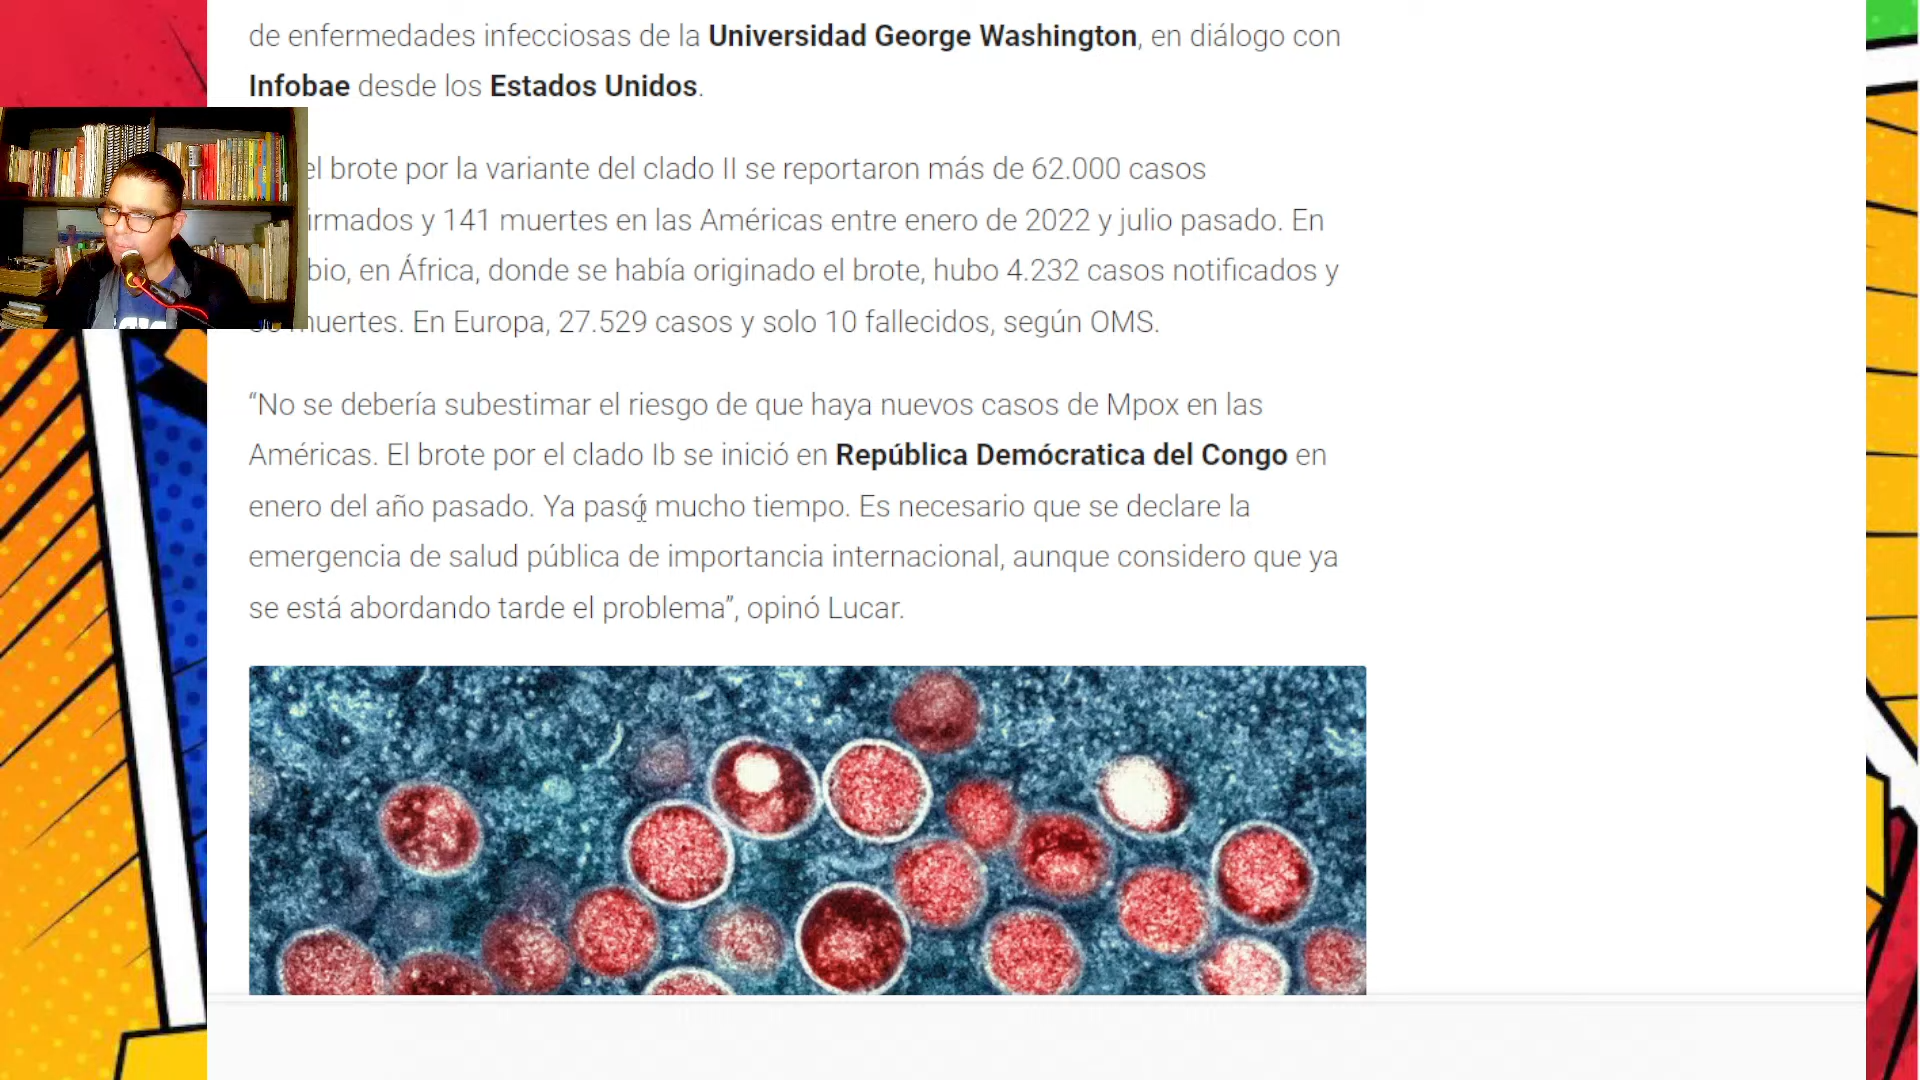 de enfermedades infecciosas de la Universidad George Washington, en diálogo con
Infobae desde los Estados Unidos.
el brote por la variante del clado II se reportaron más de 62.000 casos
irmados y 141 muertes en las Américas entre enero de 2022 y julio pasado. En
bio, en África, donde se había originado el brote, hubo 4.232 casos notificados y
muertes. En Europa, 27.529 casos y solo 10 fallecidos, según OMS.
“No se debería subestimar el riesgo de que haya nuevos casos de Mpox en las
Américas. El brote por el clado Ib se inició en República Demócratica del Congo en
enero del año pasado. Ya pasó mucho tiempo. Es necesario que se declare la
emergencia de salud pública de importancia internacional, aunque considero que ya
se está abordando tarde el problema”, opinó Lucar.